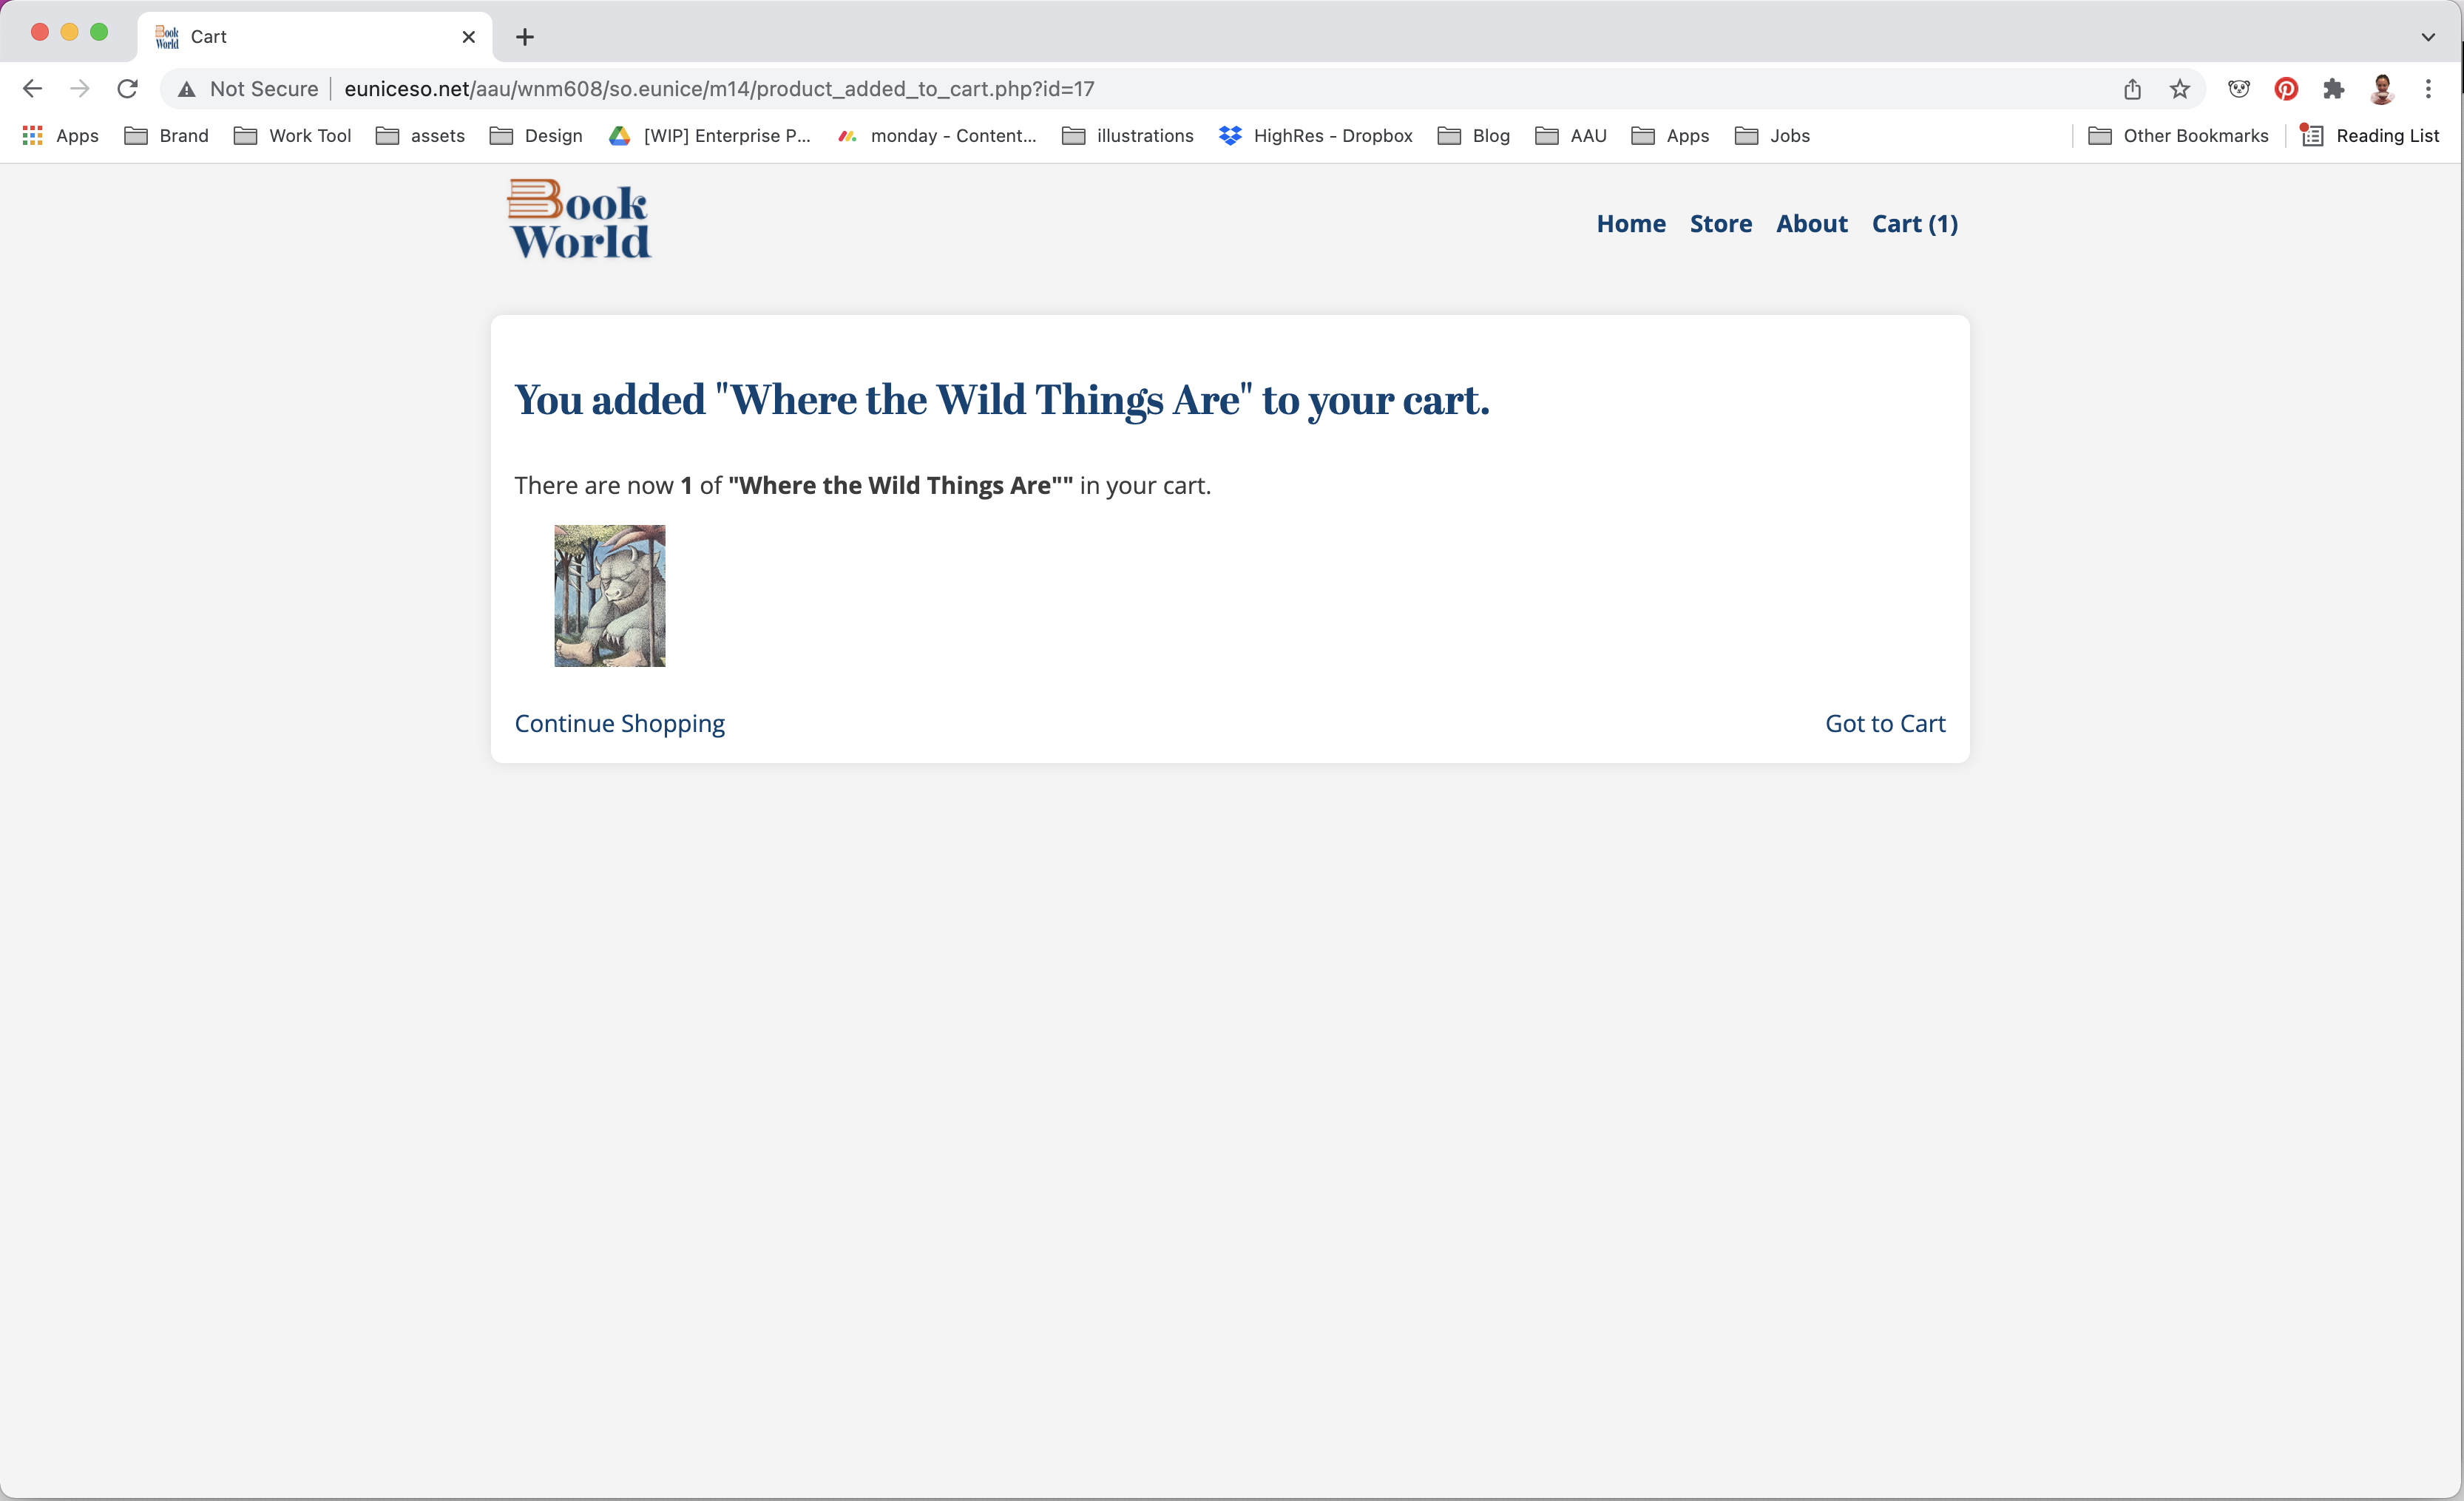 Book World Cart
Not Secure euniceso.net/aau/wnm608/so.eunice/m14/product_added_to_cart.php?id=17
Apps Brand Work Tool assets Design [WIP] Enterprise P... monday - Content... illustrations HighRes - Dropbox Blog AAU Apps Jobs Other Bookmarks Reading List
Book
World
Home Store About Cart (1)
You added "Where the Wild Things Are" to your cart.
There are now 1 of "Where the Wild Things Are"" in your cart.
Continue Shopping Got to Cart